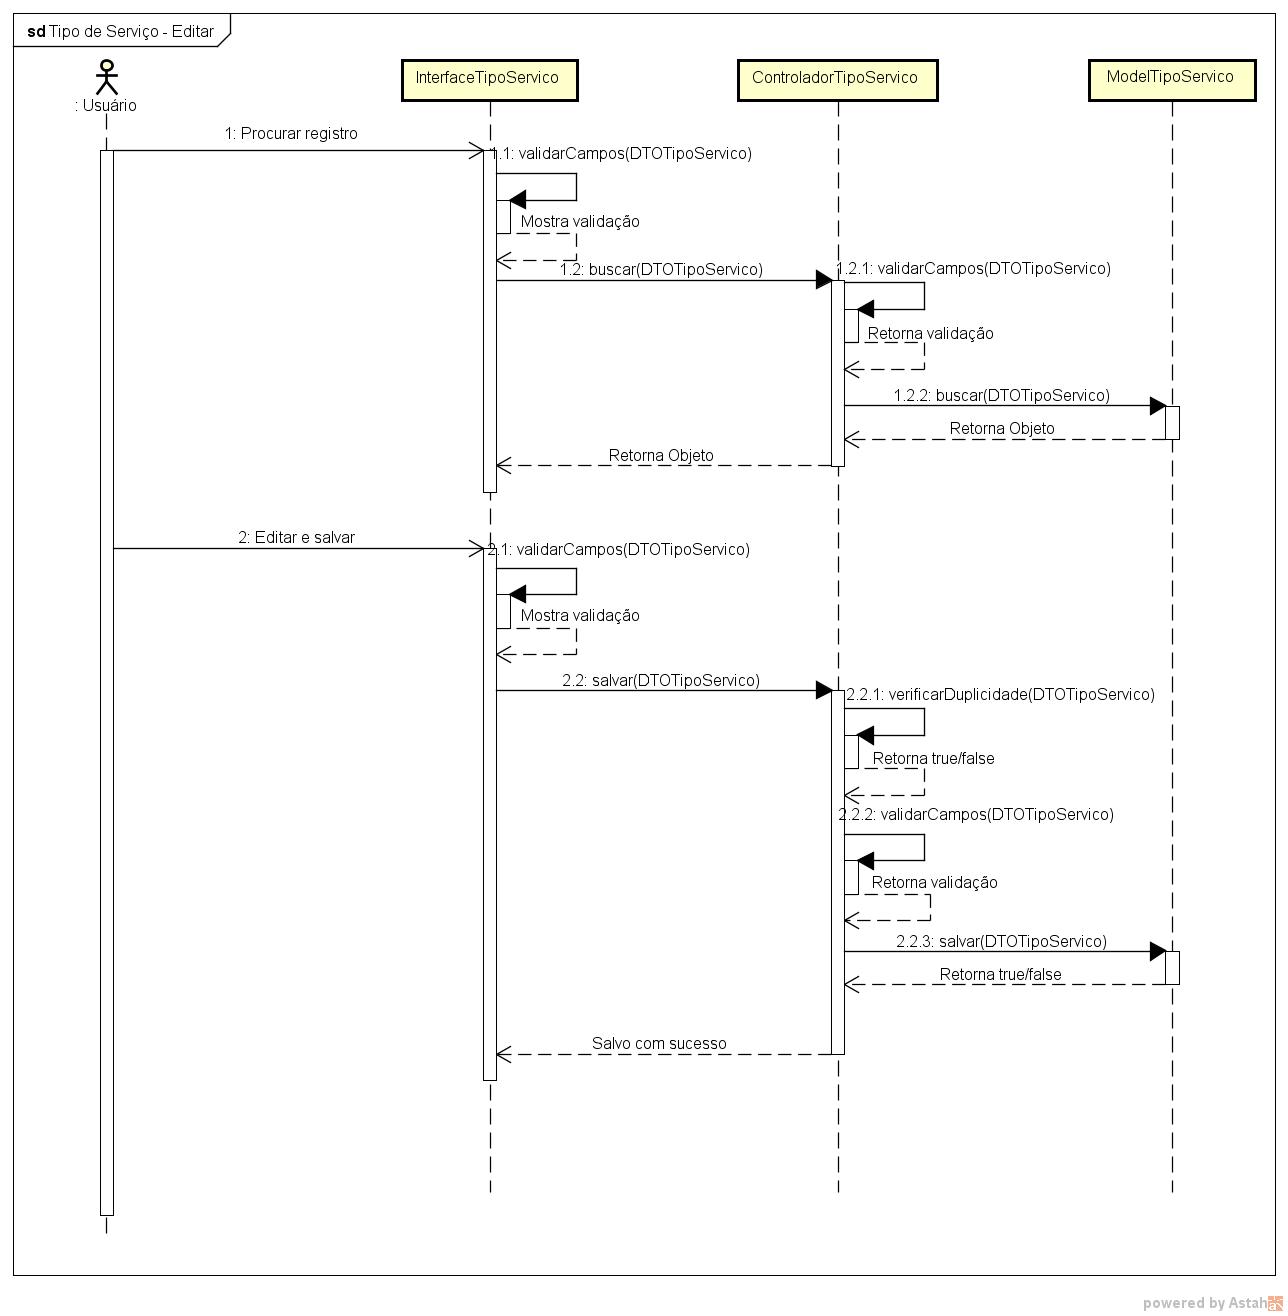 sd Tipo de Serviço - Editar
: Usuário
InterfaceTipoServico
ControladorTipoServico
ModelTipoServico
1: Procurar registro
1.1: validarCampos(DTOTipoServico)
Mostra validação
1.2: buscar(DTOTipoServico)
1.2.1: validarCampos(DTOTipoServico)
Retorna validação
1.2.2: buscar(DTOTipoServico)
Retorna Objeto
Retorna Objeto
2: Editar e salvar
2.1: validarCampos(DTOTipoServico)
Mostra validação
2.2: salvar(DTOTipoServico)
2.2.1: verificarDuplicidade(DTOTipoServico)
Retorna true/false
2.2.2: validarCampos(DTOTipoServico)
Retorna validação
2.2.3: salvar(DTOTipoServico)
Retorna true/false
Salvo com sucesso
powered by Astah